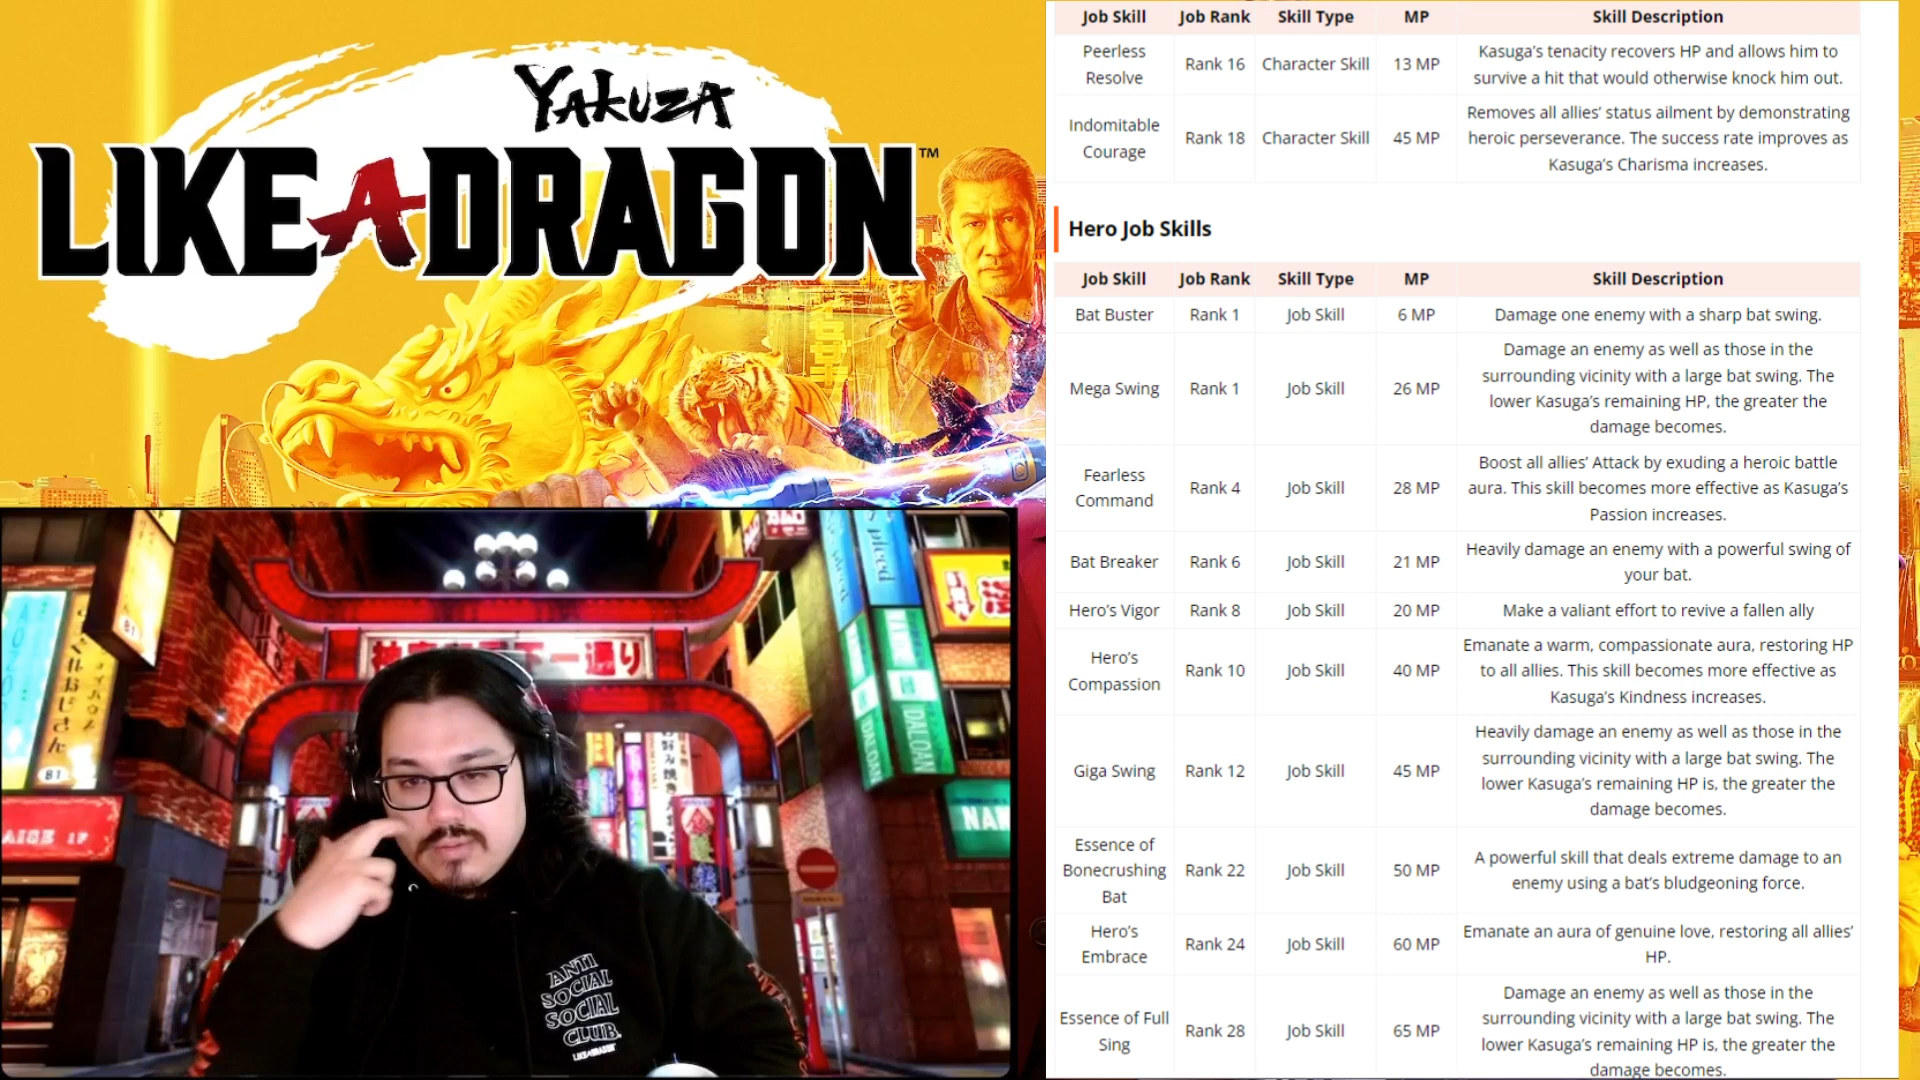 Yakuza
LIKE A DRAGON™
Job Skill Job Rank Skill Type MP Skill Description
Peerless Resolve Rank 16 Character Skill 13 MP Kasuga’s tenacity recovers HP and allows him to
survive a hit that would otherwise knock him out.
Indomitable Courage Rank 18 Character Skill 45 MP Removes all allies’ status ailment by demonstrating
heroic perseverance. The success rate improves as
Kasuga’s Charisma increases.
Hero Job Skills
Job Skill Job Rank Skill Type MP Skill Description
Bat Buster Rank 1 Job Skill 6 MP Damage one enemy with a sharp bat swing.
Mega Swing Rank 1 Job Skill 26 MP Damage an enemy as well as those in the
surrounding vicinity with a large bat swing. The
lower Kasuga’s remaining HP, the greater the
damage becomes.
Fearless Command Rank 4 Job Skill 28 MP Boost all allies’ Attack by exuding a heroic battle
aura. This skill becomes more effective as Kasuga’s
Passion increases.
Bat Breaker Rank 6 Job Skill 21 MP Heavily damage an enemy with a powerful swing of
your bat.
Hero’s Vigor Rank 8 Job Skill 20 MP Make a valiant effort to revive a fallen ally
Hero’s Compassion Rank 10 Job Skill 40 MP Emanate a warm, compassionate aura, restoring HP
to all allies. This skill becomes more effective as
Kasuga’s Kindness increases.
Giga Swing Rank 12 Job Skill 45 MP Heavily damage an enemy as well as those in the
surrounding vicinity with a large bat swing. The
lower Kasuga’s remaining HP is, the greater the
damage becomes.
Essence of Bonecrushing Bat Rank 22 Job Skill 50 MP A powerful skill that deals extreme damage to an
enemy using a bat’s bludgeoning force.
Hero’s Embrace Rank 24 Job Skill 60 MP Emanate an aura of genuine love, restoring all allies’
HP.
Essence of Full Sing Rank 28 Job Skill 65 MP Damage an enemy as well as those in the
surrounding vicinity with a large bat swing. The
lower Kasuga’s remaining HP is, the greater the
damage becomes.
B1
B1
DALOAN
DALOAN
ANTI
SOCIAL
SOCIAL
CLUB.